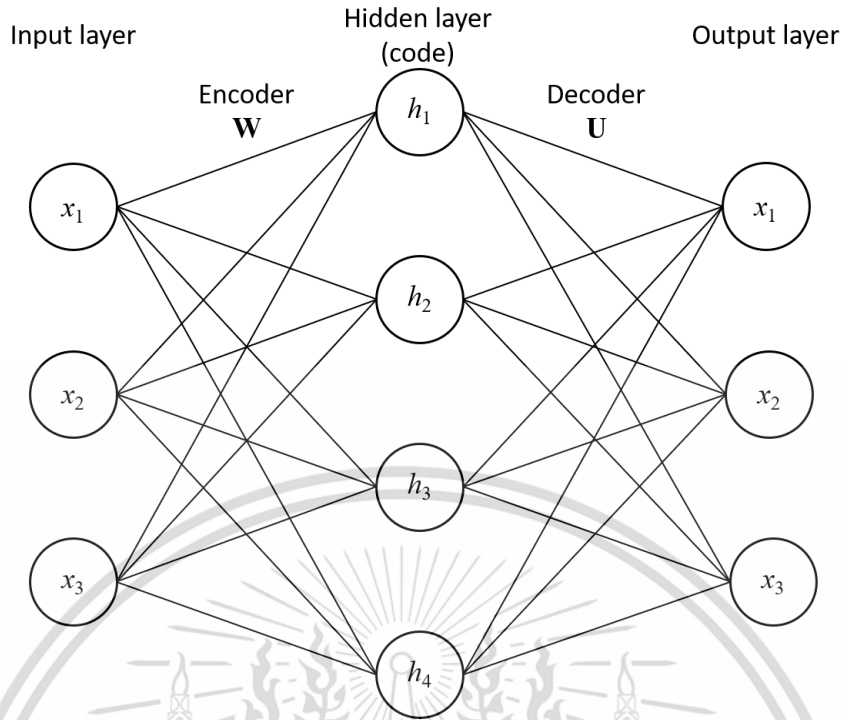 Input layer
Hidden layer
(code)
Output layer
Encoder
W
Decoder
U
h1
x1
x1
h2
x2
x2
h3
x3
x3
h4